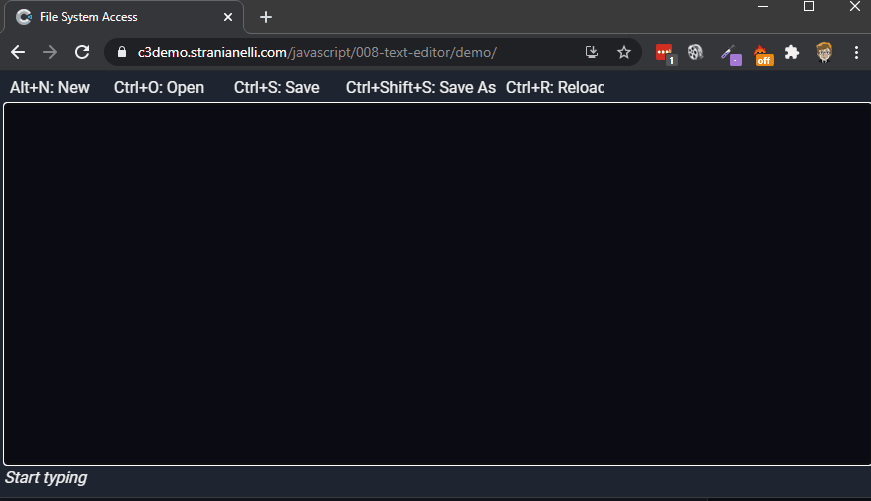 File System Access
c3demo.stranianelli.com/javascript/008-text-editor/demo/
1
off
Alt+N: New Ctrl+O: Open Ctrl+S: Save Ctrl+Shift+S: Save As Ctrl+R: Reloac
Start typing